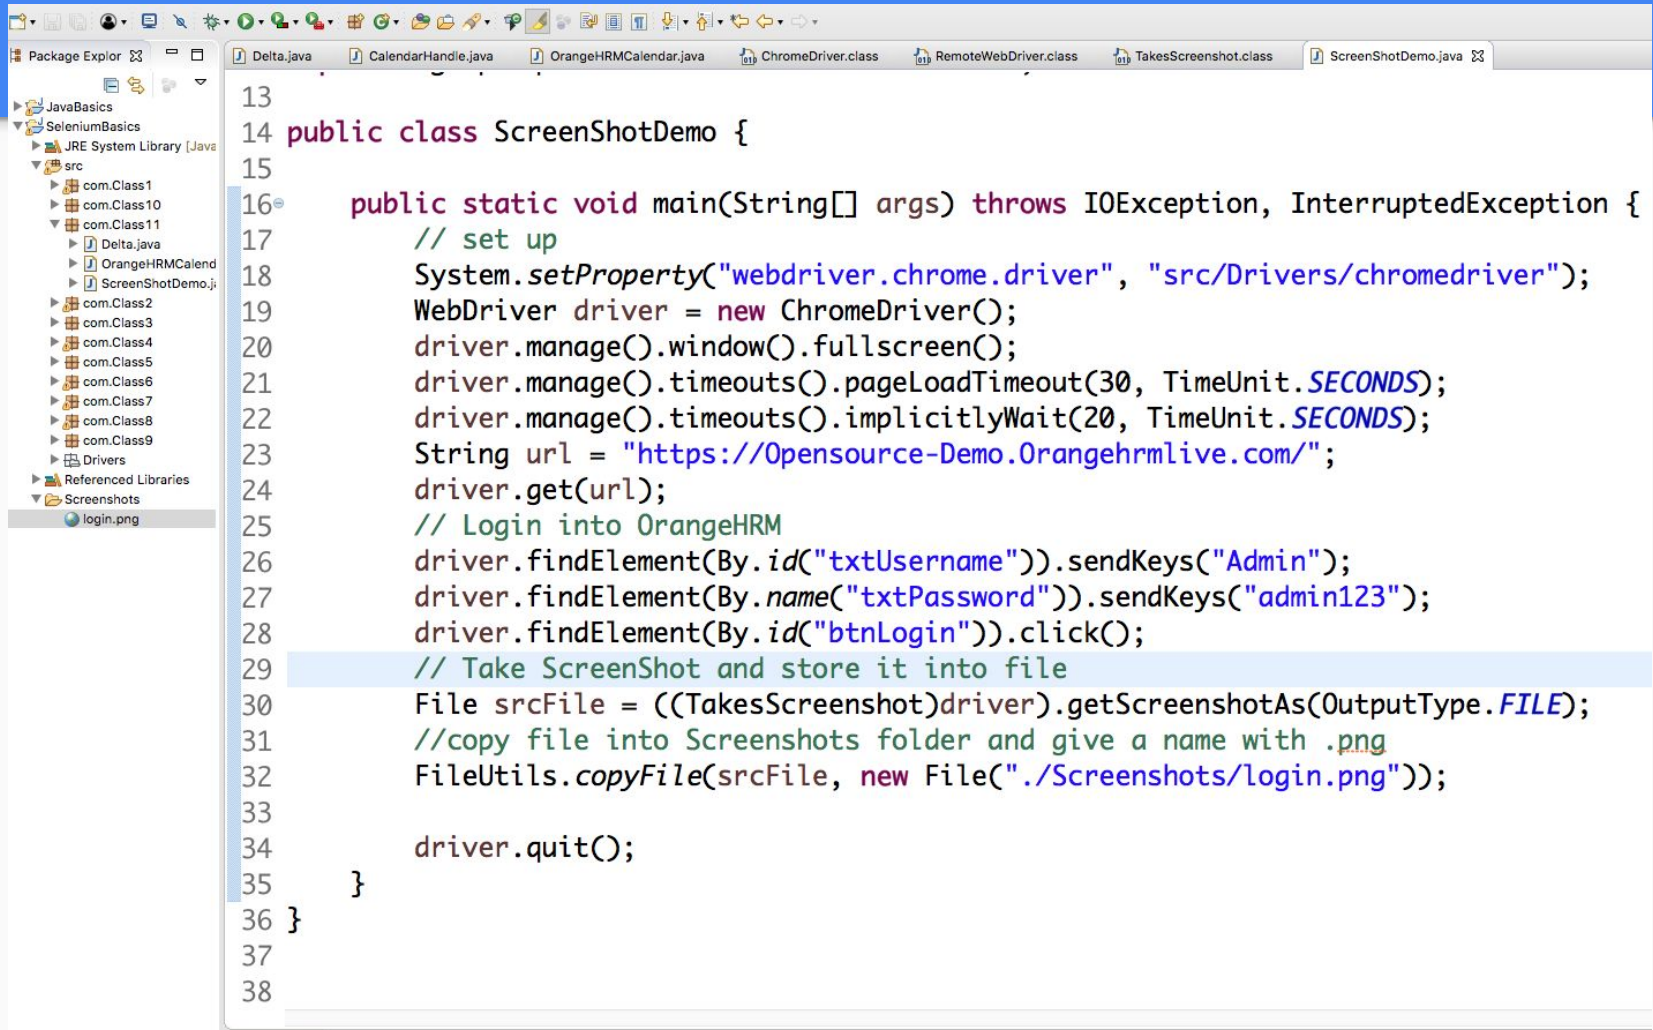 Package Explor
Delta.java
CalendarHandle.java
OrangeHRMCalendar.java
ChromeDriver.class
RemoteWebDriver.class
TakesScreenshot.class
ScreenShotDemo.java
JavaBasics
SeleniumBasics
JRE System Library [Java
src
com.Class1
com.Class10
com.Class11
Delta.java
OrangeHRMCalend
ScreenShotDemo.j
com.Class2
com.Class3
com.Class4
com.Class5
com.Class6
com.Class7
com.Class8
com.Class9
Drivers
Referenced Libraries
Screenshots
login.png
13
14 public class ScreenShotDemo {
15
16 public static void main(String[] args) throws IOException, InterruptedException {
17 // set up
18 System.setProperty("webdriver.chrome.driver", "src/Drivers/chromedriver");
19 WebDriver driver = new ChromeDriver();
20 driver.manage().window().fullscreen();
21 driver.manage().timeouts().pageLoadTimeout(30, TimeUnit.SECONDS);
22 driver.manage().timeouts().implicitlyWait(20, TimeUnit.SECONDS);
23 String url = "https://Opensource-Demo.Orangehrmlive.com/";
24 driver.get(url);
25 // Login into OrangeHRM
26 driver.findElement(By.id("txtUsername")).sendKeys("Admin");
27 driver.findElement(By.name("txtPassword")).sendKeys("admin123");
28 driver.findElement(By.id("btnLogin")).click();
29 // Take ScreenShot and store it into file
30 File srcFile = ((TakesScreenshot)driver).getScreenshotAs(OutputType.FILE);
31 //copy file into Screenshots folder and give a name with .png
32 FileUtils.copyFile(srcFile, new File("./Screenshots/login.png"));
33
34 driver.quit();
35 }
36 }
37
38